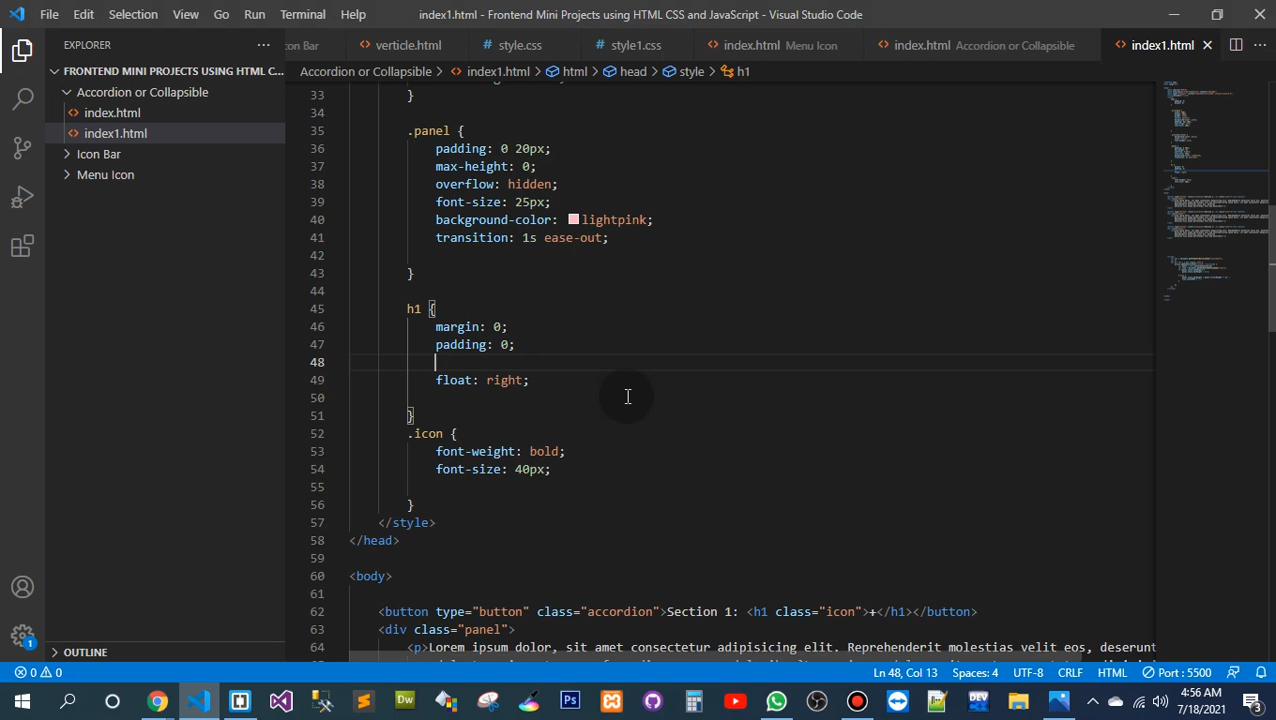 File Edit Selection View Go Run Terminal Help index1.html - Frontend Mini Projects using HTML CSS and JavaScript - Visual Studio Code
EXPLORER
con Bar verticle.html style.css style1.css index.html Menu Icon index.html Accordion or Collapsible index1.html
FRONTEND MINI PROJECTS USING HTML C...
Accordion or Collapsible
index.html
index1.html
Icon Bar
Menu Icon
OUTLINE
Accordion or Collapsible > index1.html > html > head > style > h1
33 }
34
35 .panel {
36 padding: 0 20px;
37 max-height: 0;
38 overflow: hidden;
39 font-size: 25px;
40 background-color: lightpink;
41 transition: 1s ease-out;
42
43 }
44
45 h1 {
46 margin: 0;
47 padding: 0;
48
49 float: right;
50
51 }
52 .icon {
53 font-weight: bold;
54 font-size: 40px;
55
56 }
57 </style>
58 </head>
59
60 <body>
61
62 <button type="button" class="accordion">Section 1: <h1 class="icon">+</h1></button>
63 <div class="panel">
64 <p>Lorem ipsum dolor, sit amet consectetur adipisicing elit. Reprehenderit molestias velit eos, deserunt
0 0 Ln 48, Col 13 Spaces: 4 UTF-8 CRLF HTML Port : 5500
1
4:56 AM
7/18/2021
3